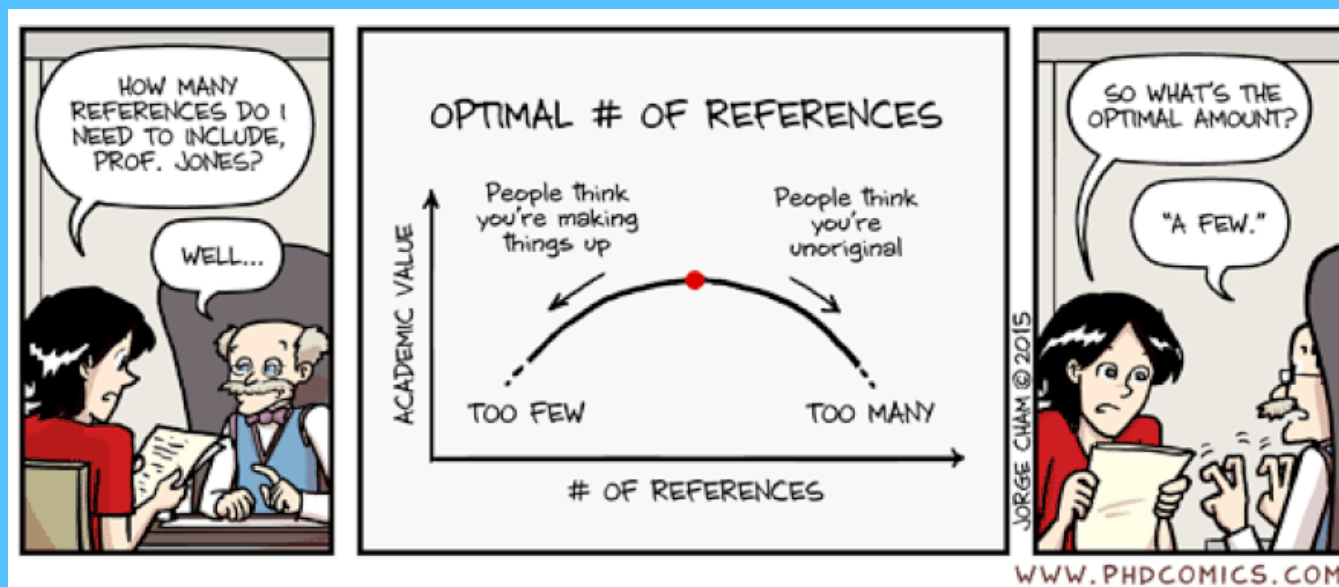 HOW MANY
REFERENCES DO I
NEED TO INCLUDE,
PROF. JONES?
WELL...
OPTIMAL # OF REFERENCES
People think
you're making
things up
People think
you're
unoriginal
ACADEMIC VALUE
TOO FEW
TOO MANY
# OF REFERENCES
SO WHAT'S THE
OPTIMAL AMOUNT?
"A FEW."
JORGE CHAM © 2015
WWW.PHDCOMICS.COM